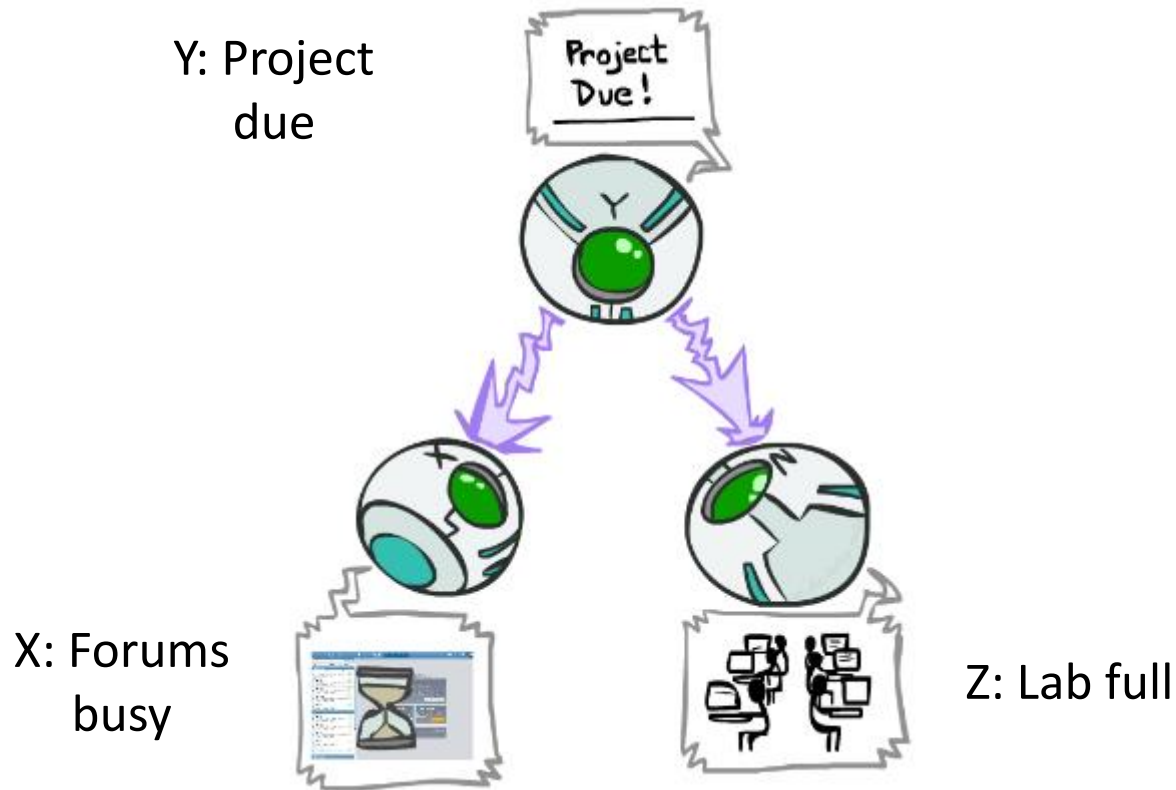 Y: Project
due
Project
Due!
Y
X
Z
X: Forums
busy
Z: Lab full